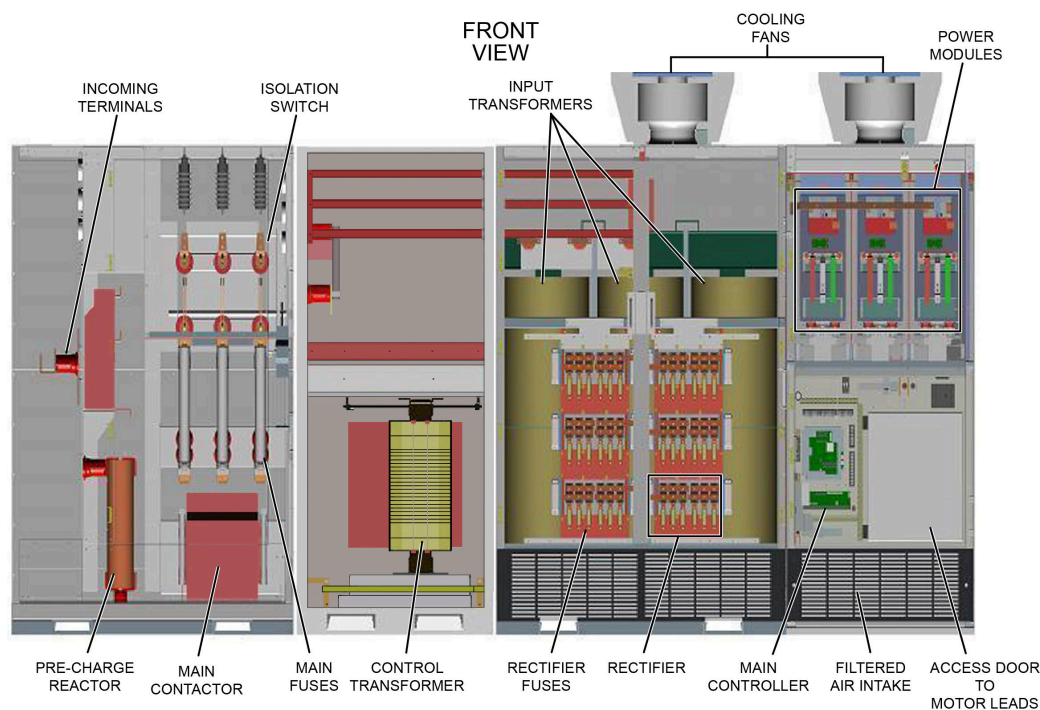 FRONT
VIEW
COOLING
FANS
POWER
MODULES
INCOMING
TERMINALS
ISOLATION
SWITCH
INPUT
TRANSFORMERS
PRE-CHARGE
REACTOR
MAIN
CONTACTOR
MAIN
FUSES
CONTROL
TRANSFORMER
RECTIFIER
FUSES
RECTIFIER
MAIN
CONTROLLER
FILTERED
AIR INTAKE
ACCESS DOOR
TO
MOTOR LEADS